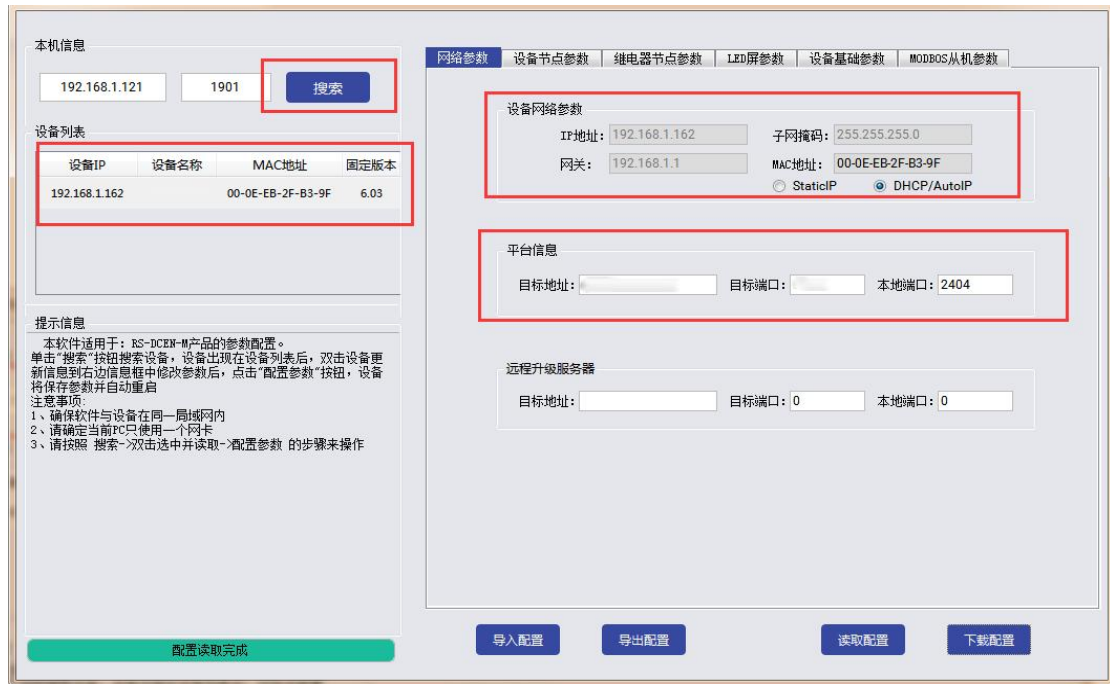 本机信息
192.168.1.121 1901 搜索
设备列表
设备IP 设备名称 MAC地址 固定版本
192.168.1.162 00-0E-EB-2F-B3-9F 6.03
提示信息
本软件适用于：RS-DCEN-M产品的参数配置。
单击"搜索"按钮搜索设备，设备出现在设备列表后，双击设备更
新信息到右边信息框中修改参数后，点击"配置参数"按钮，设备
将保存参数并自动重启
注意事项:
1、确保软件与设备在同一局域网内
2、请确定当前PC只使用一个网卡
3、请按照 搜索->双击选中并读取->配置参数 的步骤来操作
配置读取完成
网络参数 设备节点参数 继电器节点参数 LED屏参数 设备基础参数 MODBOS从机参数
设备网络参数
IP地址: 192.168.1.162 子网掩码: 255.255.255.0
网关: 192.168.1.1 MAC地址: 00-0E-EB-2F-B3-9F
StaticIP DHCP/AutoIP
平台信息
目标地址: 目标端口: 本地端口: 2404
远程升级服务器
目标地址: 目标端口: 0 本地端口: 0
导入配置 导出配置 读取配置 下载配置